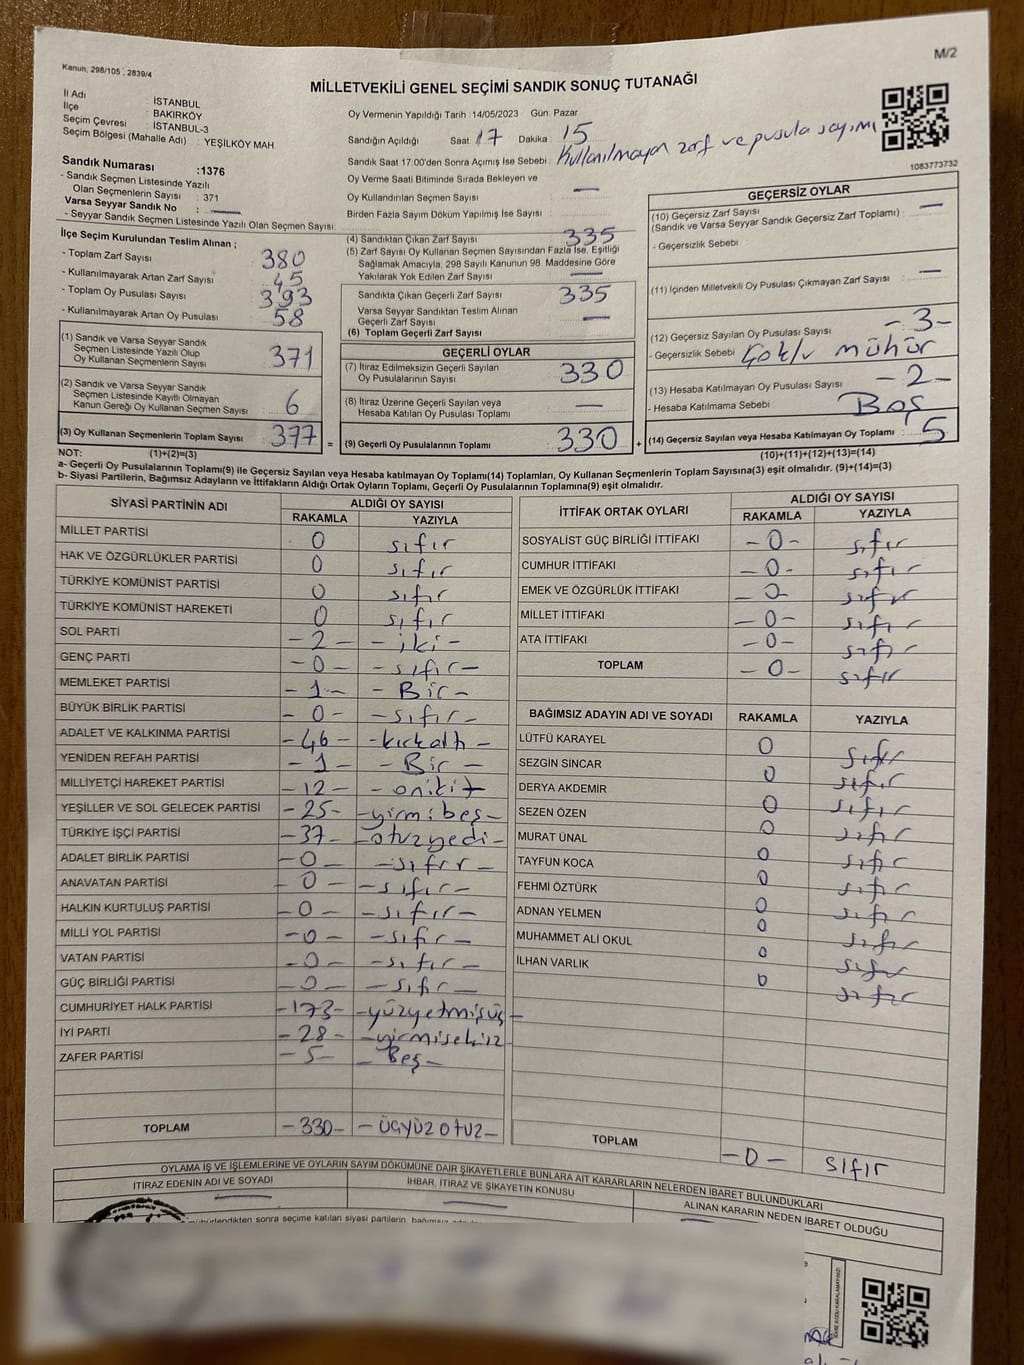 Kanun; 298/105 ; 2839/4
M/2
MİLLETVEKİLİ GENEL SEÇİMİ SANDIK SONUÇ TUTANAĞI
İl Adı : İSTANBUL
İlçe : BAKIRKÖY
Seçim Çevresi : İSTANBUL-3
Seçim Bölgesi (Mahalle Adı) : YEŞİLKÖY MAH.
Sandık Numarası :1376
- Sandık Seçmen Listesinde Yazılı
Olan Seçmenlerin Sayısı : 371
Varsa Seyyar Sandık No : —
- Seyyar Sandık Seçmen Listesinde Yazılı Olan Seçmen Sayısı:
İlçe Seçim Kurulundan Teslim Alınan ;
- Toplam Zarf Sayısı 380
- Kullanılmayarak Artan Zarf Sayısı 45
- Toplam Oy Pusulası Sayısı 393
- Kullanılmayarak Artan Oy Pusulası 58
(1) Sandık ve Varsa Seyyar Sandık
Seçmen Listesinde Yazılı Olup
Oy Kullanan Seçmenlerin Sayısı 371
(2) Sandık ve Varsa Seyyar Sandık
Seçmen Listesinde Kayıtlı Olmayan
Kanun Gereği Oy Kullanan Seçmen Sayısı 6
(3) Oy Kullanan Seçmenlerin Toplam Sayısı 377
(1)+(2)=(3)
Oy Vermenin Yapıldığı Tarih : 14/05/2023 Gün: Pazar
Sandığın Açıldığı Saat 17 Dakika 15
Sandık Saat 17:00'den Sonra Açımış İse Sebebi : Kullanılmayan zarf ve pusula sayımı
Oy Verme Saati Bitiminde Sırada Bekleyen ve
Oy Kullandırılan Seçmen Sayısı : —
Birden Fazla Sayım Döküm Yapılmış İse Sayısı :
(4) Sandıktan Çıkan Zarf Sayısı 335
(5) Zarf Sayısı Oy Kullanan Seçmen Sayısından Fazla İse, Eşitliği
Sağlamak Amacıyla, 298 Sayılı Kanunun 98. Maddesine Göre
Yakılarak Yok Edilen Zarf Sayısı —
Sandıkta Çıkan Geçerli Zarf Sayısı 335
Varsa Seyyar Sandıktan Teslim Alınan
Geçerli Zarf Sayısı —
(6) Toplam Geçerli Zarf Sayısı
GEÇERLİ OYLAR
(7) İtiraz Edilmeksizin Geçerli Sayılan
Oy Pusulalarının Sayısı 330
(8) İtiraz Üzerine Geçerli Sayılan veya
Hesaba Katılan Oy Pusulası Toplamı —
= (9) Geçerli Oy Pusulalarının Toplamı 330 +
1083773732
GEÇERSİZ OYLAR
(10) Geçersiz Zarf Sayısı
(Sandık ve Varsa Seyyar Sandık Geçersiz Zarf Toplamı) : —
- Geçersizlik Sebebi
(11) İçinden Milletvekili Oy Pusulası Çıkmayan Zarf Sayısı : —
(12) Geçersiz Sayılan Oy Pusulası Sayısı -3-
- Geçersizlik Sebebi Çoklu mühür
(13) Hesaba Katılmayan Oy Pusulası Sayısı -2-
- Hesaba Katılmama Sebebi : Boş
(14) Geçersiz Sayılan veya Hesaba Katılmayan Oy Toplamı : 5
(10)+(11)+(12)+(13)=(14)
NOT:
a- Geçerli Oy Pusulalarının Toplamı(9) ile Geçersiz Sayılan veya Hesaba katılmayan Oy Toplamı(14) Toplamları, Oy Kullanan Seçmenlerin Toplam Sayısına(3) eşit olmalıdır. (9)+(14)=(3)
b- Siyasi Partilerin, Bağımsız Adayların ve İttifakların Aldığı Ortak Oyların Toplamı, Geçerli Oy Pusulalarının Toplamına(9) eşit olmalıdır.
SİYASİ PARTİNİN ADI ALDIĞI OY SAYISI
RAKAMLA YAZIYLA
MİLLET PARTİSİ 0 sıfır
HAK VE ÖZGÜRLÜKLER PARTİSİ 0 sıfır
TÜRKİYE KOMÜNİST PARTİSİ 0 sıfır
TÜRKİYE KOMÜNİST HAREKETİ 0 sıfır
SOL PARTİ -2- -iki-
GENÇ PARTİ -0- -sıfır-
MEMLEKET PARTİSİ -1- -Bir-
BÜYÜK BİRLİK PARTİSİ -0- -sıfır-
ADALET VE KALKINMA PARTİSİ -46- -kırkaltı-
YENİDEN REFAH PARTİSİ -1- -Bir-
MİLLİYETÇİ HAREKET PARTİSİ -12- -oniki-
YEŞİLLER VE SOL GELECEK PARTİSİ -25- -yirmibeş-
TÜRKİYE İŞÇİ PARTİSİ -37- -otuzyedi-
ADALET BİRLİK PARTİSİ -0- -sıfır-
ANAVATAN PARTİSİ -0- -sıfır-
HALKIN KURTULUŞ PARTİSİ -0- -sıfır-
MİLLİ YOL PARTİSİ -0- -sıfır-
VATAN PARTİSİ -0- -sıfır-
GÜÇ BİRLİĞİ PARTİSİ -0- -sıfır-
CUMHURİYET HALK PARTİSİ -173- -yüzyetmişüç-
İYİ PARTİ -28- -yirmisekiz-
ZAFER PARTİSİ -5- -Beş-
TOPLAM -330- -üçyüzotuz-
İTTİFAK ORTAK OYLARI ALDIĞI OY SAYISI
RAKAMLA YAZIYLA
SOSYALİST GÜÇ BİRLİĞİ İTTİFAKI -0- sıfır
CUMHUR İTTİFAKI -0- sıfır
EMEK VE ÖZGÜRLÜK İTTİFAKI -0- sıfır
MİLLET İTTİFAKI -0- sıfır
ATA İTTİFAKI -0- sıfır
TOPLAM -0- sıfır
BAĞIMSIZ ADAYIN ADI VE SOYADI RAKAMLA YAZIYLA
LÜTFÜ KARAYEL 0 sıfır
SEZGİN SİNCAR 0 sıfır
DERYA AKDEMİR 0 sıfır
SEZEN ÖZEN 0 sıfır
MURAT ÜNAL 0 sıfır
TAYFUN KOCA 0 sıfır
FEHMİ ÖZTÜRK 0 sıfır
ADNAN YELMEN 0 sıfır
MUHAMMET ALİ OKUL 0 sıfır
İLHAN VARLIK 0 sıfır
TOPLAM -0- sıfır
OYLAMA İŞ VE İŞLEMLERİNE VE OYLARIN SAYIM DÖKÜMÜNE DAİR ŞİKAYETLERLE BUNLARA AİT KARARLARIN NELERDEN İBARET BULUNDUKLARI
İTİRAZ EDENİN ADI VE SOYADI İHBAR, İTİRAZ VE ŞİKAYETİN KONUSU ALINAN KARARIN NEDEN İBARET OLDUĞU
sonra seçime katılan siyasi partilerin, bağımsız